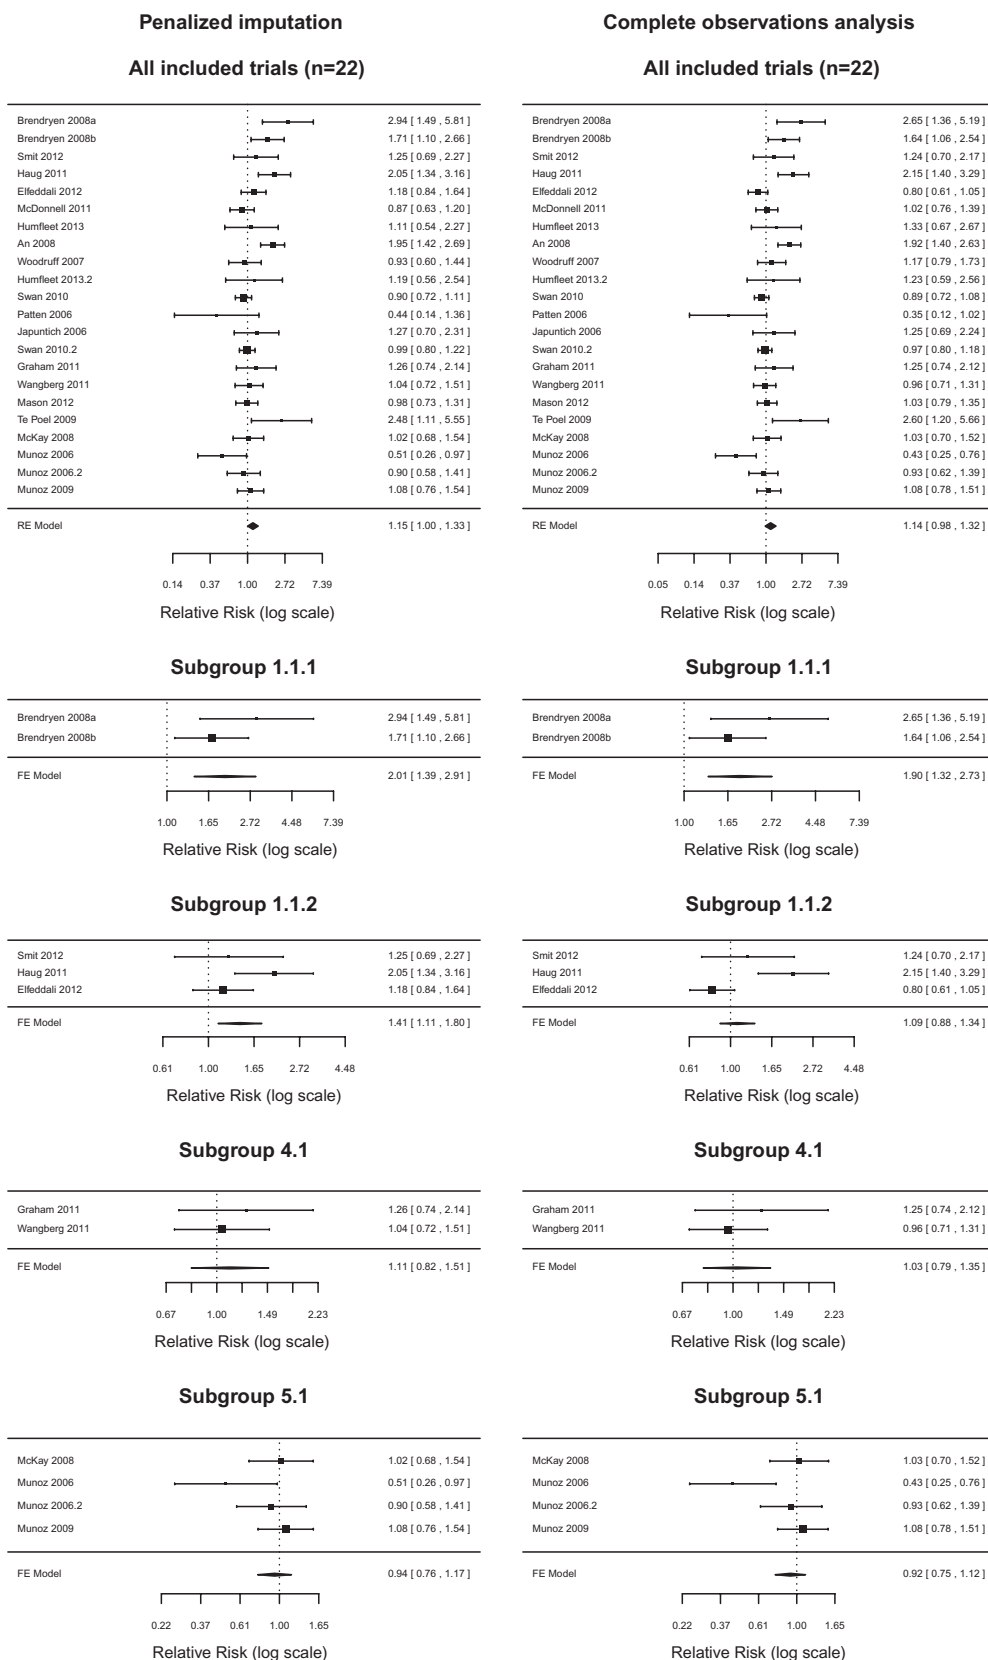 Penalized imputation
All included trials (n=22)
Brendryen 2008a 2.94 [ 1.49 , 5.81 ]
Brendryen 2008b 1.71 [ 1.10 , 2.66 ]
Smit 2012 1.25 [ 0.69 , 2.27 ]
Haug 2011 2.05 [ 1.34 , 3.16 ]
Elfeddali 2012 1.18 [ 0.84 , 1.64 ]
McDonnell 2011 0.87 [ 0.63 , 1.20 ]
Humfleet 2013 1.11 [ 0.54 , 2.27 ]
An 2008 1.95 [ 1.42 , 2.69 ]
Woodruff 2007 0.93 [ 0.60 , 1.44 ]
Humfleet 2013.2 1.19 [ 0.56 , 2.54 ]
Swan 2010 0.90 [ 0.72 , 1.11 ]
Patten 2006 0.44 [ 0.14 , 1.36 ]
Japuntich 2006 1.27 [ 0.70 , 2.31 ]
Swan 2010.2 0.99 [ 0.80 , 1.22 ]
Graham 2011 1.26 [ 0.74 , 2.14 ]
Wangberg 2011 1.04 [ 0.72 , 1.51 ]
Mason 2012 0.98 [ 0.73 , 1.31 ]
Te Poel 2009 2.48 [ 1.11 , 5.55 ]
McKay 2008 1.02 [ 0.68 , 1.54 ]
Munoz 2006 0.51 [ 0.26 , 0.97 ]
Munoz 2006.2 0.90 [ 0.58 , 1.41 ]
Munoz 2009 1.08 [ 0.76 , 1.54 ]
RE Model 1.15 [ 1.00 , 1.33 ]
0.14 0.37 1.00 2.72 7.39
Relative Risk (log scale)
Subgroup 1.1.1
Brendryen 2008a 2.94 [ 1.49 , 5.81 ]
Brendryen 2008b 1.71 [ 1.10 , 2.66 ]
FE Model 2.01 [ 1.39 , 2.91 ]
1.00 1.65 2.72 4.48 7.39
Relative Risk (log scale)
Subgroup 1.1.2
Smit 2012 1.25 [ 0.69 , 2.27 ]
Haug 2011 2.05 [ 1.34 , 3.16 ]
Elfeddali 2012 1.18 [ 0.84 , 1.64 ]
FE Model 1.41 [ 1.11 , 1.80 ]
0.61 1.00 1.65 2.72 4.48
Relative Risk (log scale)
Subgroup 4.1
Graham 2011 1.26 [ 0.74 , 2.14 ]
Wangberg 2011 1.04 [ 0.72 , 1.51 ]
FE Model 1.11 [ 0.82 , 1.51 ]
0.67 1.00 1.49 2.23
Relative Risk (log scale)
Subgroup 5.1
McKay 2008 1.02 [ 0.68 , 1.54 ]
Munoz 2006 0.51 [ 0.26 , 0.97 ]
Munoz 2006.2 0.90 [ 0.58 , 1.41 ]
Munoz 2009 1.08 [ 0.76 , 1.54 ]
FE Model 0.94 [ 0.76 , 1.17 ]
0.22 0.37 0.61 1.00 1.65
Relative Risk (log scale)
Complete observations analysis
All included trials (n=22)
Brendryen 2008a 2.65 [ 1.36 , 5.19 ]
Brendryen 2008b 1.64 [ 1.06 , 2.54 ]
Smit 2012 1.24 [ 0.70 , 2.17 ]
Haug 2011 2.15 [ 1.40 , 3.29 ]
Elfeddali 2012 0.80 [ 0.61 , 1.05 ]
McDonnell 2011 1.02 [ 0.76 , 1.39 ]
Humfleet 2013 1.33 [ 0.67 , 2.67 ]
An 2008 1.92 [ 1.40 , 2.63 ]
Woodruff 2007 1.17 [ 0.79 , 1.73 ]
Humfleet 2013.2 1.23 [ 0.59 , 2.56 ]
Swan 2010 0.89 [ 0.72 , 1.08 ]
Patten 2006 0.35 [ 0.12 , 1.02 ]
Japuntich 2006 1.25 [ 0.69 , 2.24 ]
Swan 2010.2 0.97 [ 0.80 , 1.18 ]
Graham 2011 1.25 [ 0.74 , 2.12 ]
Wangberg 2011 0.96 [ 0.71 , 1.31 ]
Mason 2012 1.03 [ 0.79 , 1.35 ]
Te Poel 2009 2.60 [ 1.20 , 5.66 ]
McKay 2008 1.03 [ 0.70 , 1.52 ]
Munoz 2006 0.43 [ 0.25 , 0.76 ]
Munoz 2006.2 0.93 [ 0.62 , 1.39 ]
Munoz 2009 1.08 [ 0.78 , 1.51 ]
RE Model 1.14 [ 0.98 , 1.32 ]
0.05 0.14 0.37 1.00 2.72 7.39
Relative Risk (log scale)
Subgroup 1.1.1
Brendryen 2008a 2.65 [ 1.36 , 5.19 ]
Brendryen 2008b 1.64 [ 1.06 , 2.54 ]
FE Model 1.90 [ 1.32 , 2.73 ]
1.00 1.65 2.72 4.48 7.39
Relative Risk (log scale)
Subgroup 1.1.2
Smit 2012 1.24 [ 0.70 , 2.17 ]
Haug 2011 2.15 [ 1.40 , 3.29 ]
Elfeddali 2012 0.80 [ 0.61 , 1.05 ]
FE Model 1.09 [ 0.88 , 1.34 ]
0.61 1.00 1.65 2.72 4.48
Relative Risk (log scale)
Subgroup 4.1
Graham 2011 1.25 [ 0.74 , 2.12 ]
Wangberg 2011 0.96 [ 0.71 , 1.31 ]
FE Model 1.03 [ 0.79 , 1.35 ]
0.67 1.00 1.49 2.23
Relative Risk (log scale)
Subgroup 5.1
McKay 2008 1.03 [ 0.70 , 1.52 ]
Munoz 2006 0.43 [ 0.25 , 0.76 ]
Munoz 2006.2 0.93 [ 0.62 , 1.39 ]
Munoz 2009 1.08 [ 0.78 , 1.51 ]
FE Model 0.92 [ 0.75 , 1.12 ]
0.22 0.37 0.61 1.00 1.65
Relative Risk (log scale)